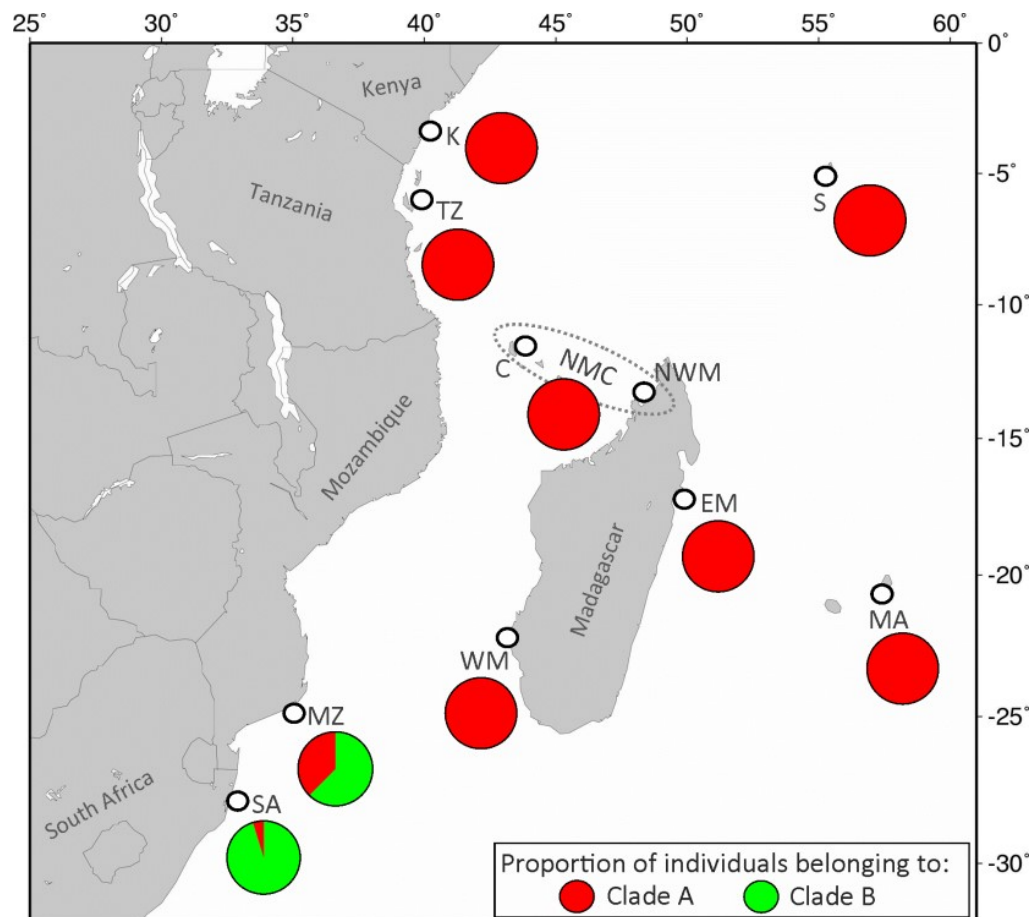 25° 30° 35° 40° 45° 50° 55° 60°
0°
Kenya
K
-5°
S
Tanzania
TZ
-10°
C
NMC
NWM
Mozambique
-15°
EM
Madagascar
-20°
MA
WM
MZ
-25°
South Africa
SA
Proportion of individuals belonging to:
Clade A Clade B
-30°